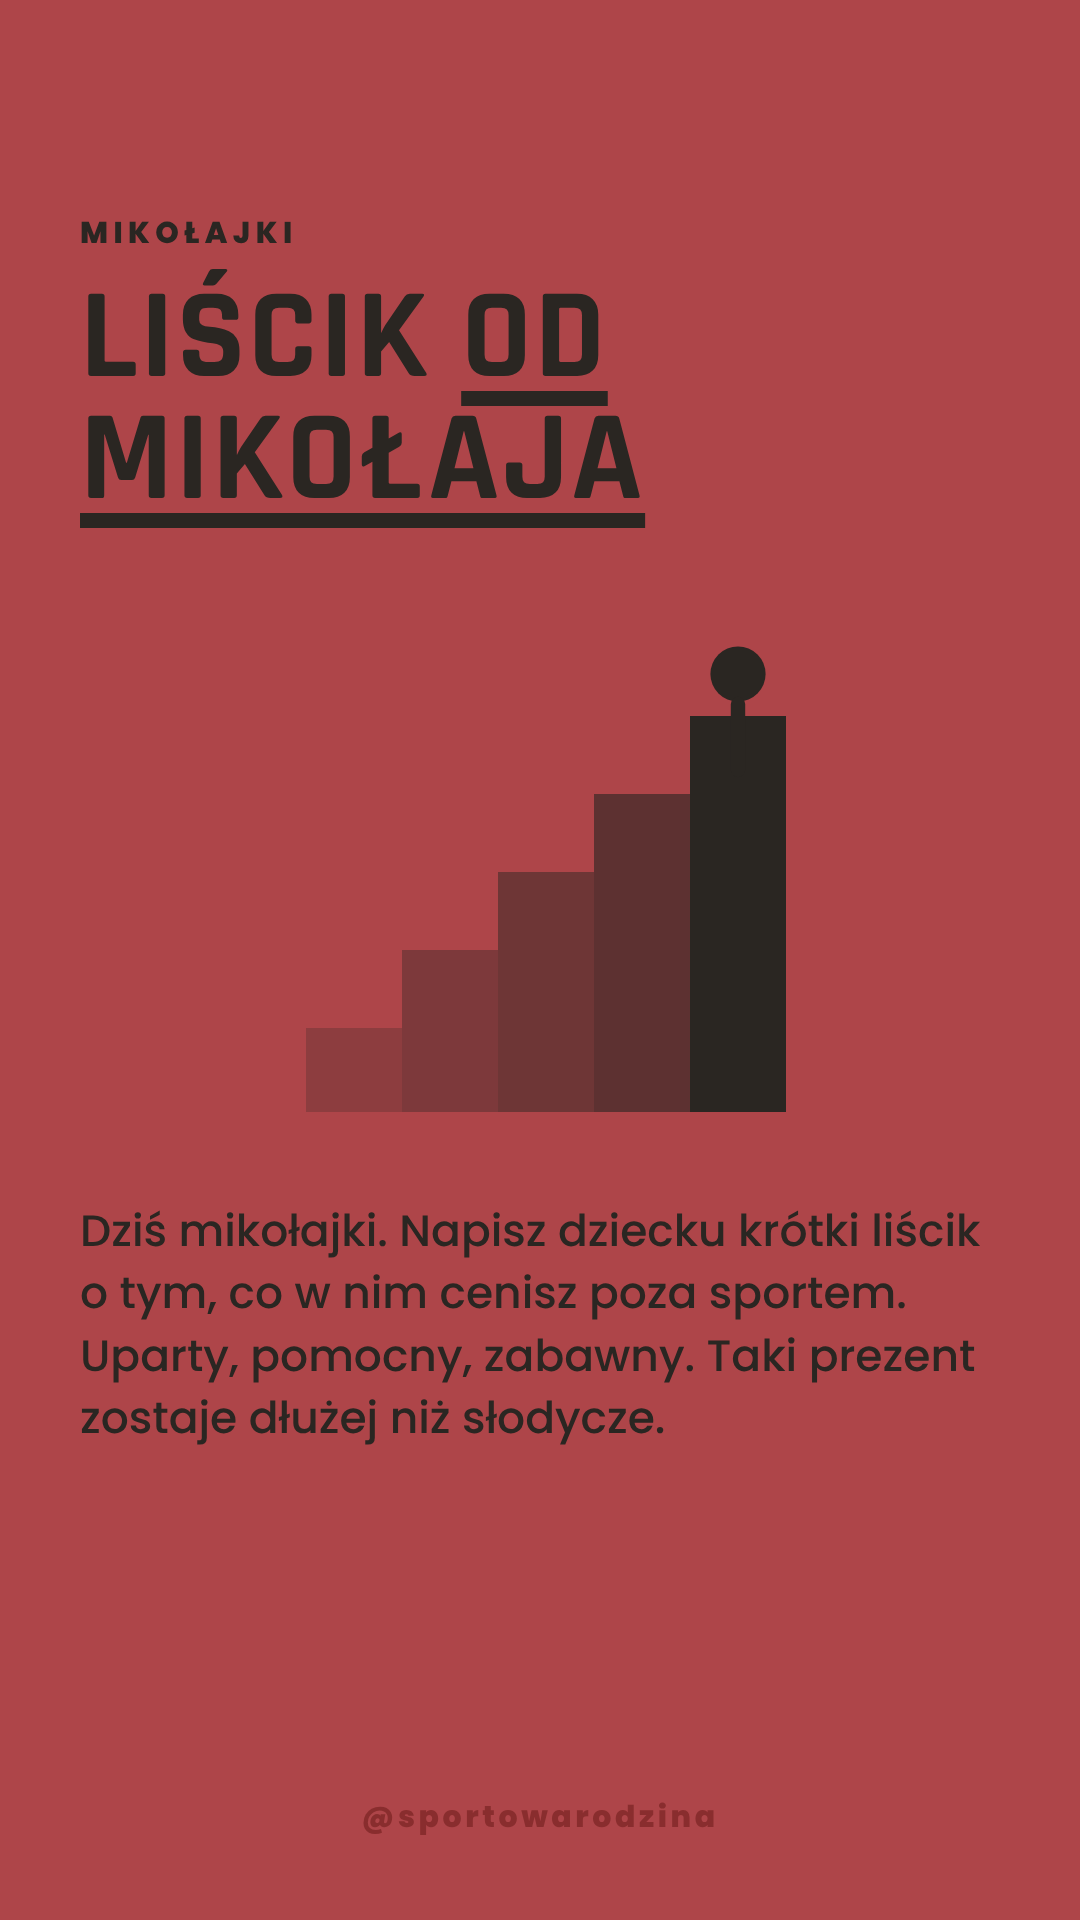 MIKOŁAJKI
LIŚCIK OD
MIKOŁAJA
Dziś mikołajki. Napisz dziecku krótki liścik
o tym, co w nim cenisz poza sportem.
Uparty, pomocny, zabawny. Taki prezent
zostaje dłużej niż słodycze.
@sportowarodzina